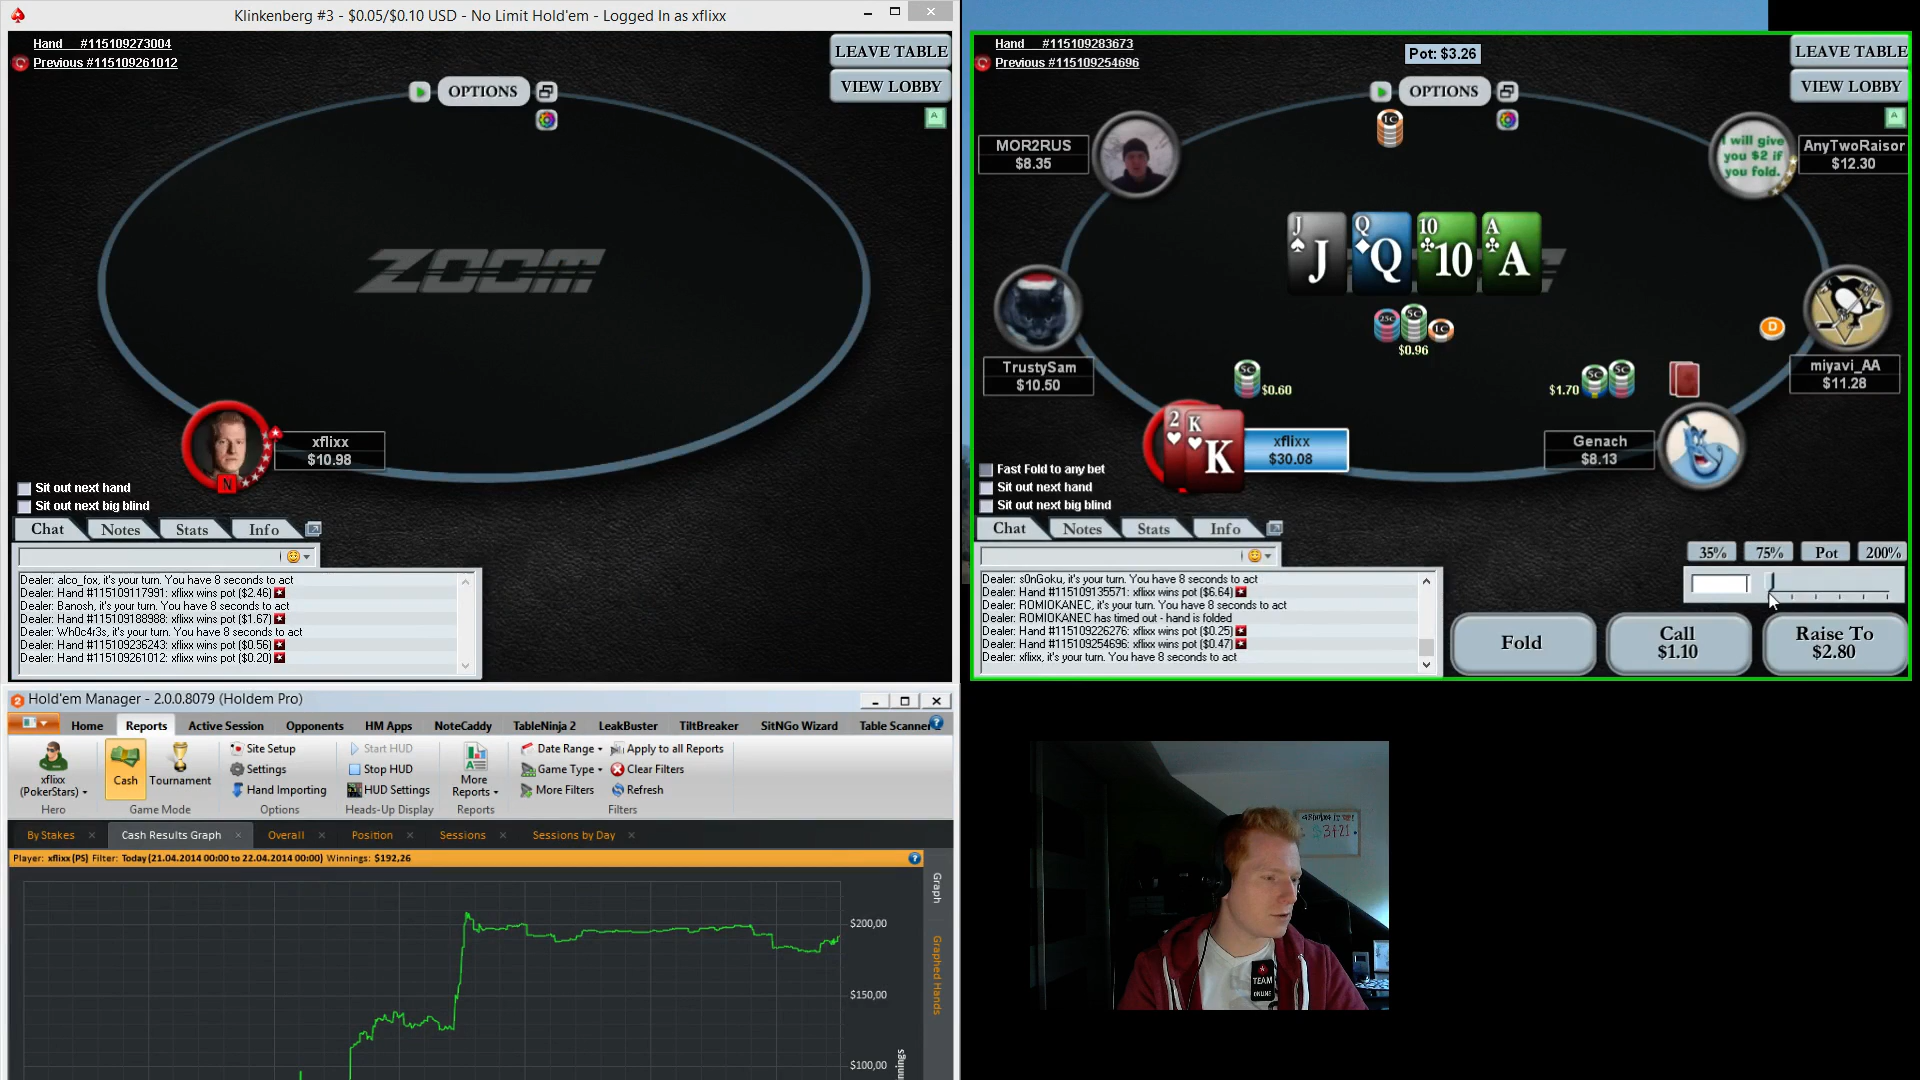 Klinkenberg #3 - $0.05/$0.10 USD - No Limit Hold'em - Logged In as xflixx
Hand #115109273004
Previous #115109261012
LEAVE TABLE
VIEW LOBBY
OPTIONS
A
ZOOM
xflixx
$10.98
N
Sit out next hand
Sit out next big blind
Chat Notes Stats Info
Dealer: alco_fox, it's your turn. You have 8 seconds to act
Dealer: Hand #115109117991: xflixx wins pot ($2.46)
Dealer: Banosh, it's your turn. You have 8 seconds to act
Dealer: Hand #115109188988: xflixx wins pot ($1.67)
Dealer: Wh0c4r3s, it's your turn. You have 8 seconds to act
Dealer: Hand #115109236243: xflixx wins pot ($0.56)
Dealer: Hand #115109261012: xflixx wins pot ($0.20)
Hand #115109283673
Previous #115109254696
Pot: $3.26
LEAVE TABLE
VIEW LOBBY
OPTIONS
A
1C
MOR2RUS
$8.35
I will give
you $2 if
you fold.
AnyTwoRaisor
$12.30
J J Q Q 10 10 A A
25C 5C 1C
$0.96
TrustySam
$10.50
D
miyavi_AA
$11.28
5C
$0.60
$1.70
5C 5C
2 K K
xflixx
$30.08
Genach
$8.13
Fast Fold to any bet
Sit out next hand
Sit out next big blind
Chat Notes Stats Info
Dealer: s0nGoku, it's your turn. You have 8 seconds to act
Dealer: Hand #115109135571: xflixx wins pot ($6.64)
Dealer: ROMIOKANEC, it's your turn. You have 8 seconds to act
Dealer: ROMIOKANEC has timed out - hand is folded
Dealer: Hand #115109226276: xflixx wins pot ($0.25)
Dealer: Hand #115109254696: xflixx wins pot ($0.47)
Dealer: xflixx, it's your turn. You have 8 seconds to act
35% 75% Pot 200%
Fold
Call
$1.10
Raise To
$2.80
Hold'em Manager - 2.0.0.8079 (Holdem Pro)
Home Reports Active Session Opponents HM Apps NoteCaddy TableNinja 2 LeakBuster TiltBreaker SitNGo Wizard Table Scanner
xflixx
(PokerStars)
Hero
Cash
Tournament
Game Mode
Site Setup
Settings
Hand Importing
Options
Start HUD
Stop HUD
HUD Settings
Heads-Up Display
More
Reports
Reports
Date Range
Game Type
More Filters
Apply to all Reports
Clear Filters
Refresh
Filters
By Stakes Cash Results Graph Overall Position Sessions Sessions by Day
Player: xflixx (PS) Filter: Today (21.04.2014 00:00 to 22.04.2014 00:00) Winnings: $192,26
$200,00
$150,00
$100,00
Graph
Graphed Hands
TEAM
ONLINE